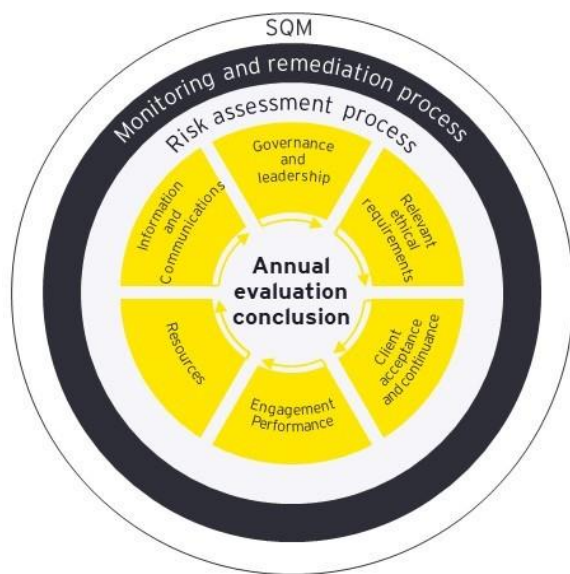 SQM
Monitoring and remediation process
Risk assessment process
Governance
and
leadership
Relevant
ethical
requirements
Client
acceptance
and continuance
Engagement
Performance
Resources
Information
and
Communications
Annual
evaluation
conclusion